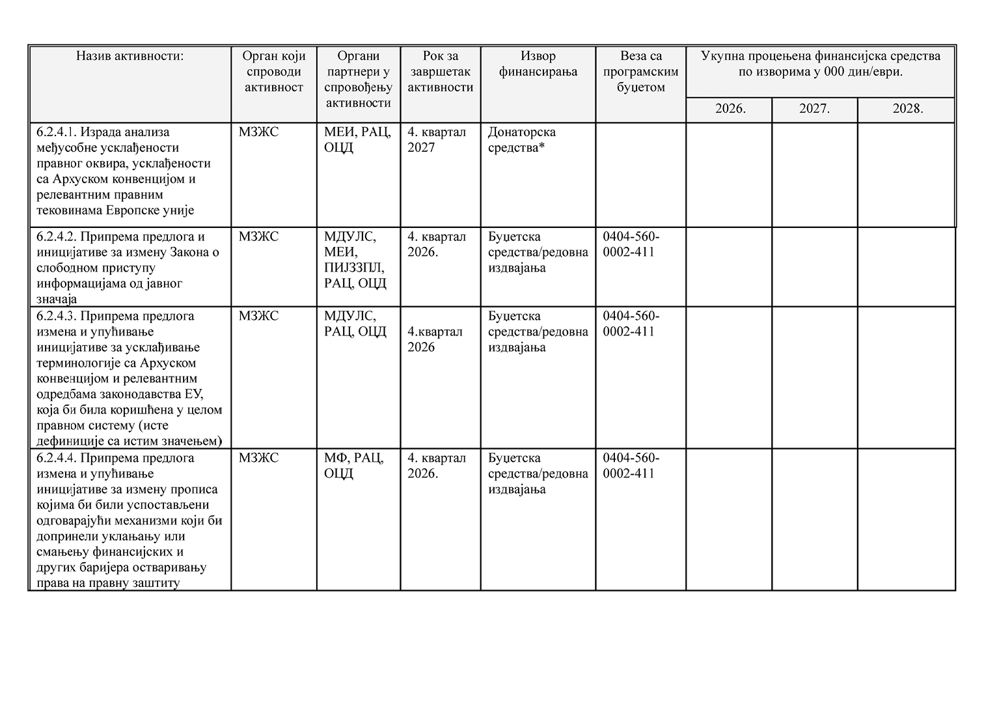 Назив активности:
Орган који
спроводи
активност
Органи
партнери у
спровођењу
активности
Рок за
завршетак
активности
Извор
финансирања
Веза са
програмским
буџетом
Укупна процењена финансијска средства
по изворима у 000 дин/еври.
2026.
2027.
2028.
6.2.4.1. Израда анализа
међусобне усклађености
правног оквира, усклађености
са Архуском конвенцијом и
релевантним правним
тековинама Европске уније
МЗЖС
МЕИ, РАЦ,
ОЦД
4. квартал
2027
Донаторска
средства*
6.2.4.2. Припрема предлога и
иницијативе за измену Закона о
слободном приступу
информацијама од јавног
значаја
МЗЖС
МДУЛС,
МЕИ,
ПИЈЗЗПЛ,
РАЦ, ОЦД
4. квартал
2026.
Буџетска
средства/редовна
издвајања
0404-560-
0002-411
6.2.4.3. Припрема предлога
измена и упућивање
иницијативе за усклађивање
терминологије са Архуском
конвенцијом и релевантним
одредбама законодавства ЕУ,
која би била коришћена у целом
правном систему (исте
дефиниције са истим значењем)
МЗЖС
МДУЛС,
РАЦ, ОЦД
4.квартал
2026
Буџетска
средства/редовна
издвајања
0404-560-
0002-411
6.2.4.4. Припрема предлога
измена и упућивање
иницијативе за измену прописа
којима би били успостављени
одговарајући механизми који би
допринели уклањању или
смањењу финансијских и
других баријера остваривању
права на правну заштиту
МЗЖС
МФ, РАЦ,
ОЦД
4. квартал
2026.
Буџетска
средства/редовна
издвајања
0404-560-
0002-411